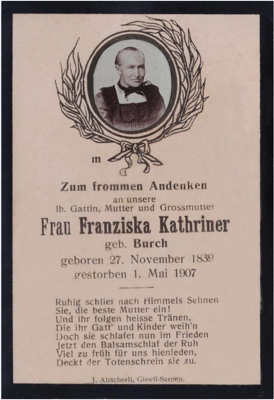 m
Zum frommen Andenken
an unsere
lb. Gattin, Mutter und Grossmutter
Frau Franziska Kathriner
geb. Burch
geboren 27. November 1839
gestorben 1. Mai 1907
Ruhig schlief nach Himmels Sehnen
Sie, die beste Mutter ein!
Und ihr folgen heisse Tränen,
Die ihr Gatt' und Kinder weih'n
Doch sie schlafet nun im Frieden
Jetzt den Balsamschlaf der Ruh
Viel zu früh für uns hienieden,
Deckt der Totenschrein sie zu.
J. Abächerli, Giswil-Sarnen.